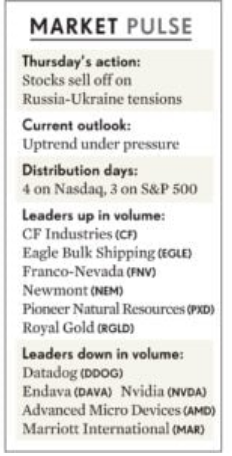 MARKET PULSE
Thursday's action:
Stocks sell off on
Russia-Ukraine tensions
Current outlook:
Uptrend under pressure
Distribution days:
4 on Nasdaq, 3 on S&P 500
Leaders up in volume:
CF Industries (CF)
Eagle Bulk Shipping (EGLE)
Franco-Nevada (FNV)
Newmont (NEM)
Pioneer Natural Resources (PXD)
Royal Gold (RGLD)
Leaders down in volume:
Datadog (DDOG)
Endava (DAVA) Nvidia (NVDA)
Advanced Micro Devices (AMD)
Marriott International (MAR)